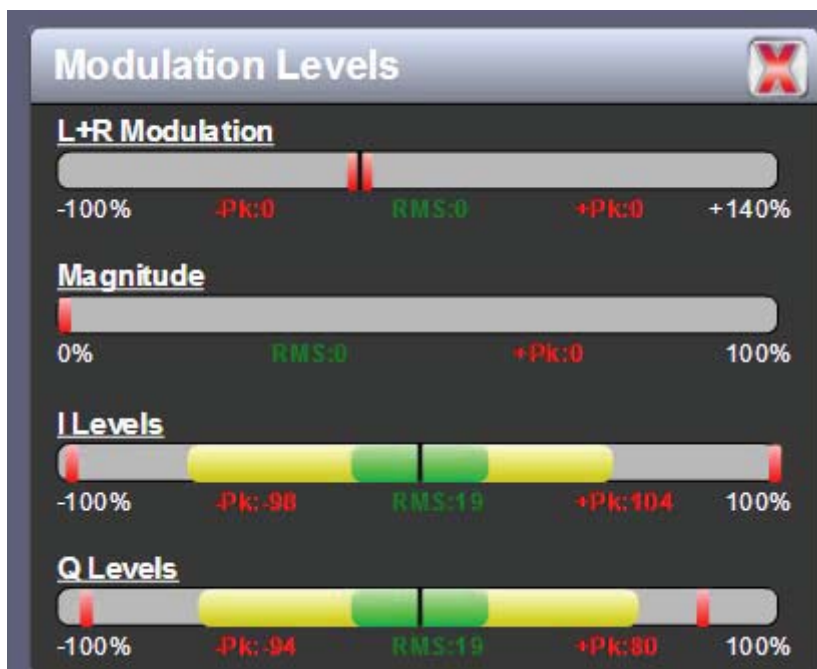 Modulation Levels
L+R Modulation
-100% -Pk:0 RMS:0 +Pk:0 +140%
Magnitude
0% RMS:0 +Pk:0 100%
I Levels
-100% -Pk:-98 RMS:19 +Pk:104 100%
Q Levels
-100% -Pk:-94 RMS:19 +Pk:80 100%